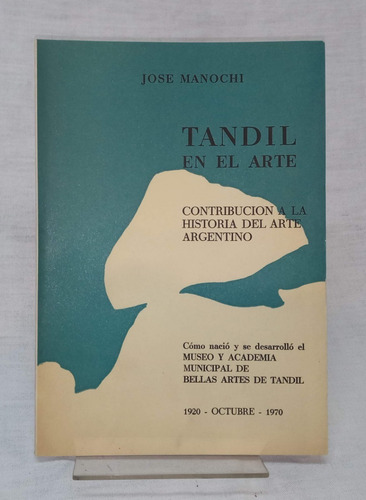 JOSE MANOCHI
TANDIL
EN EL ARTE
CONTRIBUCION A LA
HISTORIA DEL ARTE
ARGENTINO
Cómo nació y se desarrolló el
MUSEO Y ACADEMIA
MUNICIPAL DE
BELLAS ARTES DE TANDIL
1920 - OCTUBRE - 1970